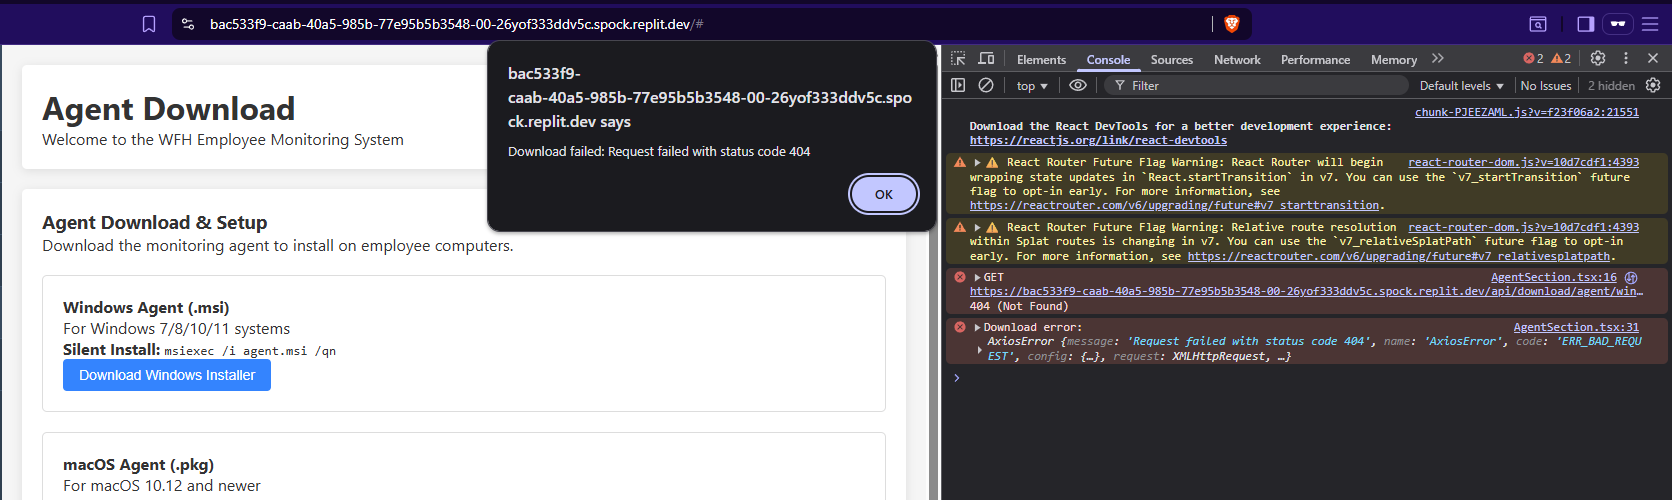 bac533f9-caab-40a5-985b-77e95b5b3548-00-26yof333ddv5c.spock.replit.dev/#
bac533f9-
caab-40a5-985b-77e95b5b3548-00-26yof333ddv5c.spo
ck.replit.dev says
Download failed: Request failed with status code 404
OK
Agent Download
Welcome to the WFH Employee Monitoring System
Agent Download & Setup
Download the monitoring agent to install on employee computers.
Windows Agent (.msi)
For Windows 7/8/10/11 systems
Silent Install: msiexec /i agent.msi /qn
Download Windows Installer
macOS Agent (.pkg)
For macOS 10.12 and newer
Elements Console Sources Network Performance Memory 2 2
top Filter Default levels No Issues 2 hidden
chunk-PJEEZAML.js?v=f23f06a2:21551
Download the React DevTools for a better development experience:
https://reactjs.org/link/react-devtools
React Router Future Flag Warning: React Router will begin react-router-dom.js?v=10d7cdf1:4393
wrapping state updates in `React.startTransition` in v7. You can use the `v7_startTransition` future
flag to opt-in early. For more information, see
https://reactrouter.com/v6/upgrading/future#v7_starttransition.
React Router Future Flag Warning: Relative route resolution react-router-dom.js?v=10d7cdf1:4393
within Splat routes is changing in v7. You can use the `v7_relativeSplatPath` future flag to opt-in
early. For more information, see https://reactrouter.com/v6/upgrading/future#v7_relativesplatpath.
GET AgentSection.tsx:16
https://bac533f9-caab-40a5-985b-77e95b5b3548-00-26yof333ddv5c.spock.replit.dev/api/download/agent/win…
404 (Not Found)
Download error: AgentSection.tsx:31
AxiosError {message: 'Request failed with status code 404', name: 'AxiosError', code: 'ERR_BAD_REQU
EST', config: {…}, request: XMLHttpRequest, …}